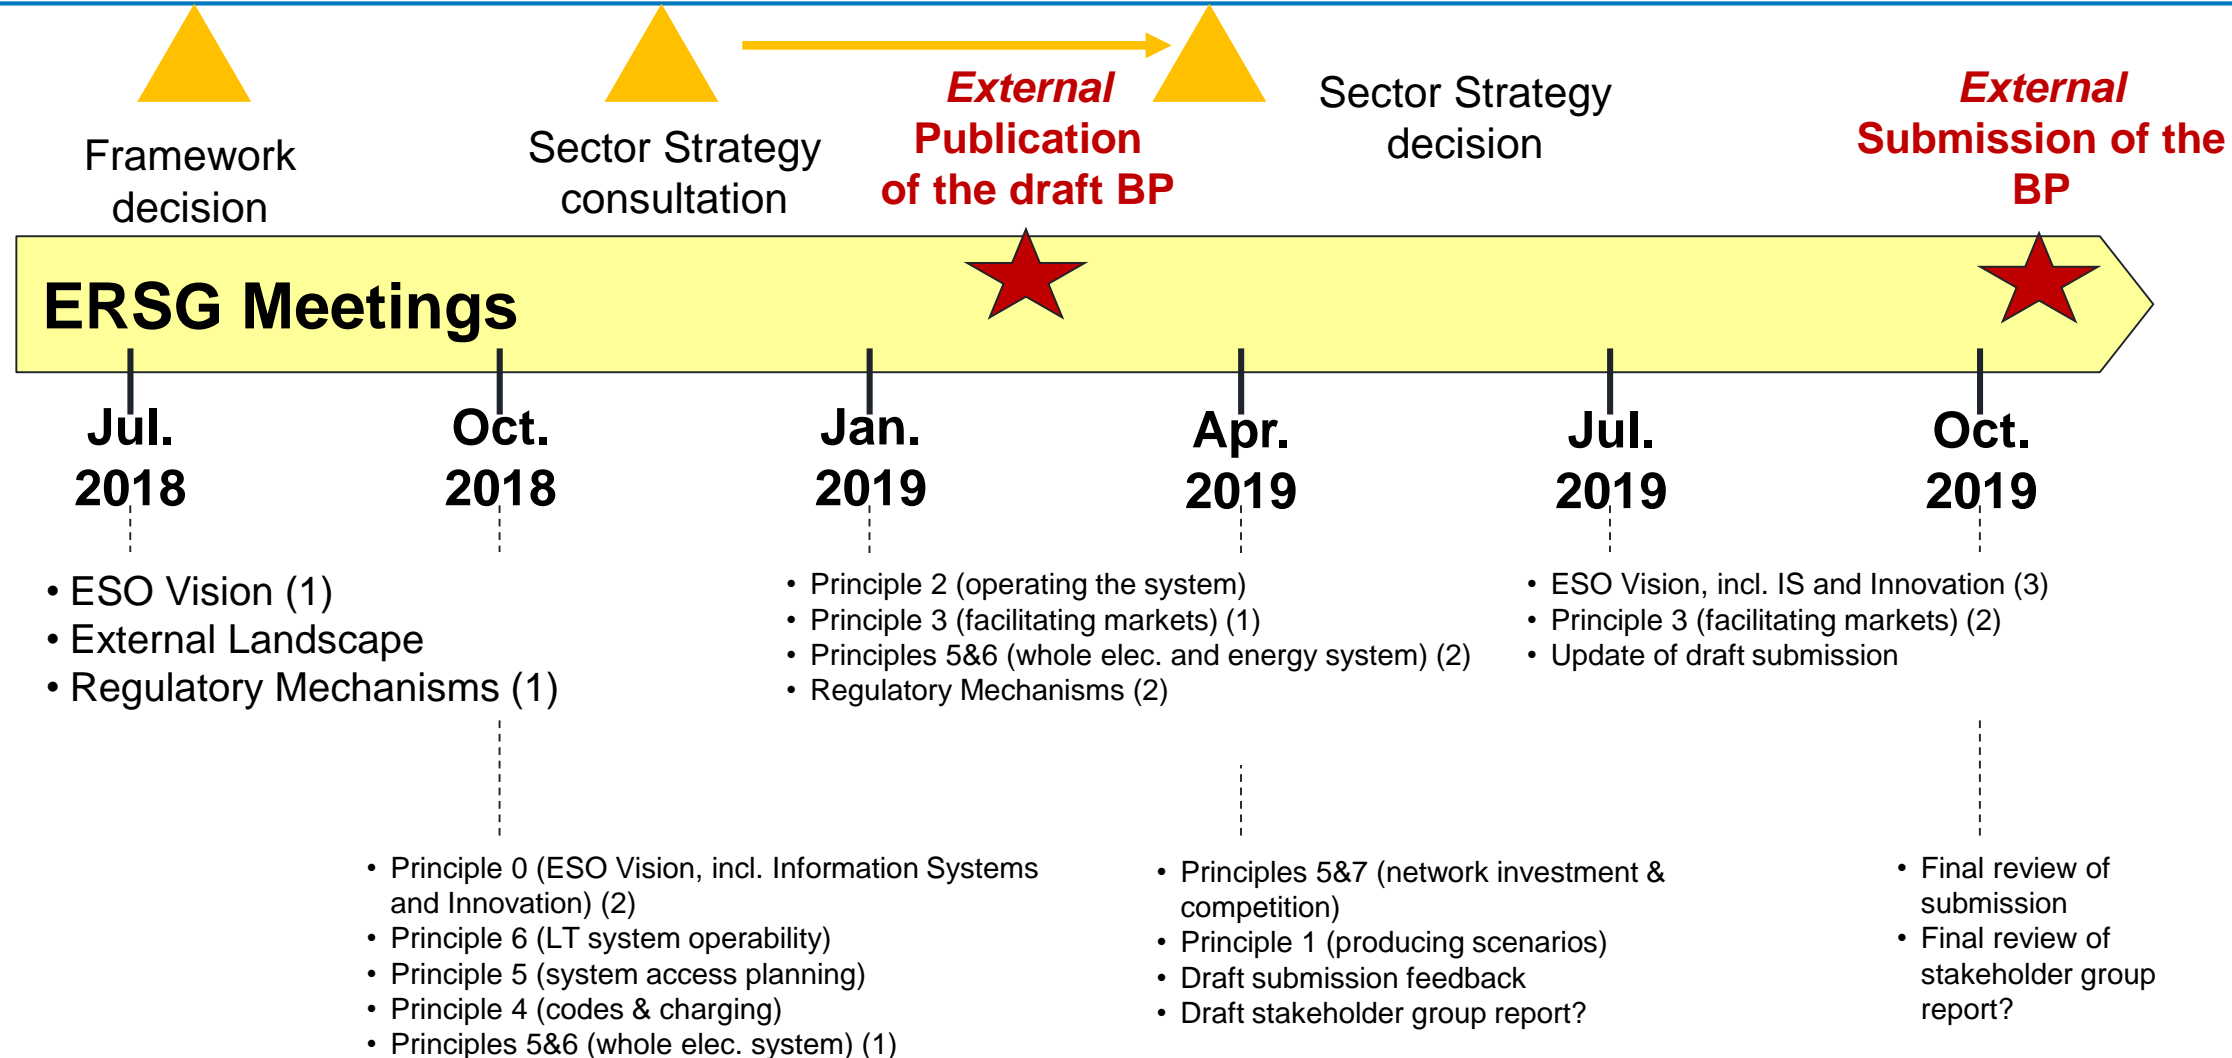 Framework
decision
Sector Strategy
consultation
External
Publication
of the draft BP
Sector Strategy
decision
External
Submission of the
BP
ERSG Meetings
Jul.
2018
Oct.
2018
Jan.
2019
Apr.
2019
Jul.
2019
Oct.
2019
• ESO Vision (1)
• External Landscape
• Regulatory Mechanisms (1)
• Principle 2 (operating the system)
• Principle 3 (facilitating markets) (1)
• Principles 5&6 (whole elec. and energy system) (2)
• Regulatory Mechanisms (2)
• ESO Vision, incl. IS and Innovation (3)
• Principle 3 (facilitating markets) (2)
• Update of draft submission
• Principle 0 (ESO Vision, incl. Information Systems
and Innovation) (2)
• Principle 6 (LT system operability)
• Principle 5 (system access planning)
• Principle 4 (codes & charging)
• Principles 5&6 (whole elec. system) (1)
• Principles 5&7 (network investment &
competition)
• Principle 1 (producing scenarios)
• Draft submission feedback
• Draft stakeholder group report?
• Final review of
submission
• Final review of
stakeholder group
report?